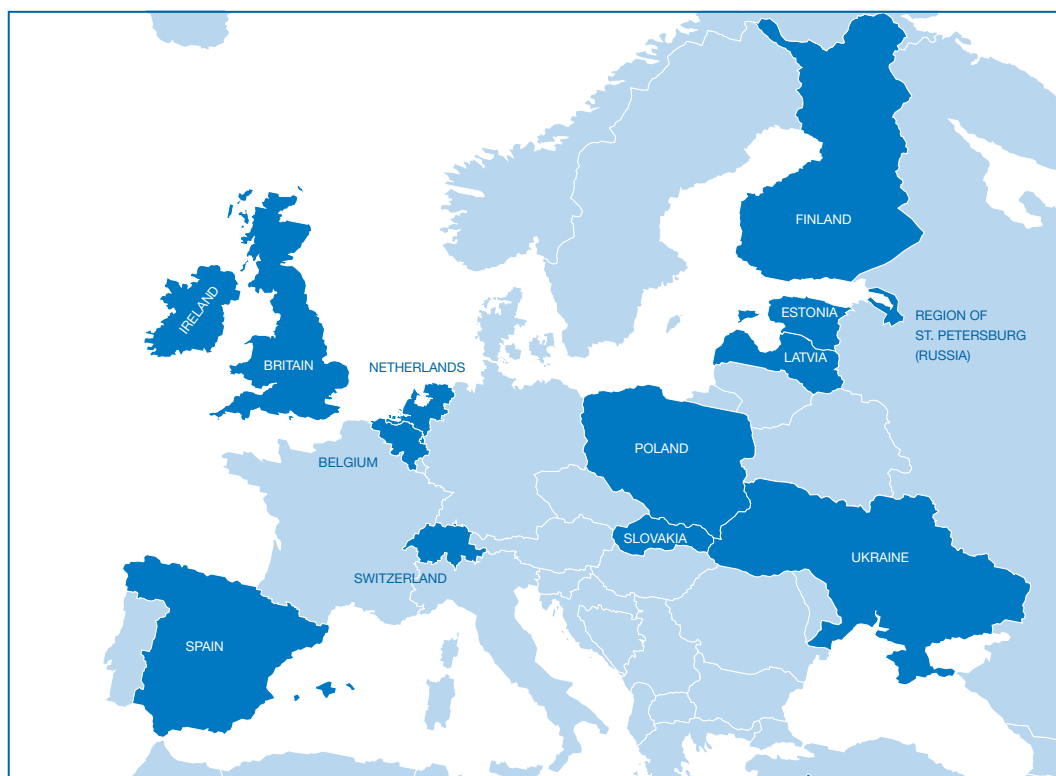 FINLAND
ESTONIA
REGION OF
ST. PETERSBURG
(RUSSIA)
LATVIA
IRELAND
BRITAIN
NETHERLANDS
BELGIUM
POLAND
SLOVAKIA
UKRAINE
SWITZERLAND
SPAIN